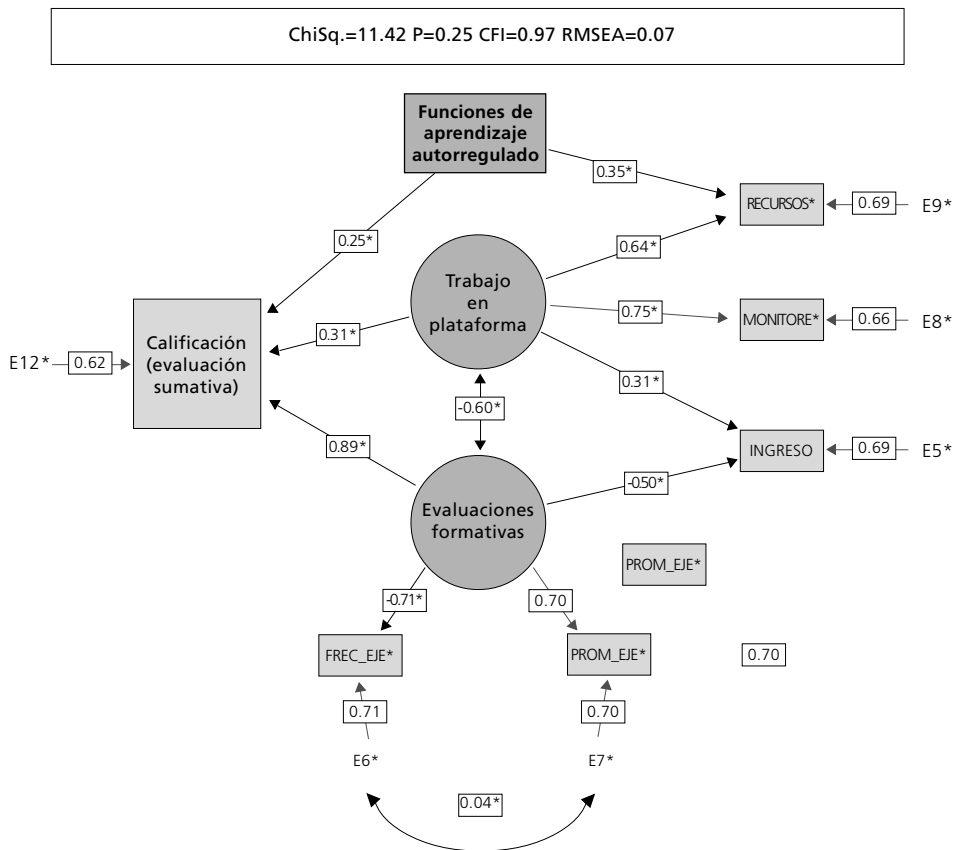 ChiSq.=11.42 P=0.25 CFI=0.97 RMSEA=0.07
Funciones de
aprendizaje
autorregulado
0.35*
RECURSOS*
0.69
E9*
0.25*
0.64*
Trabajo
en
plataforma
0.75*
MONITORE*
0.66
E8*
Calificación
(evaluación
sumativa)
E12*
0.62
0.31*
0.31*
-0.60*
0.89*
INGRESO
0.69
E5*
-0.50*
Evaluaciones
formativas
PROM_EJE*
-0.71*
0.70
FREC_EJE*
PROM_EJE*
0.70
0.71
0.70
E6*
E7*
0.04*